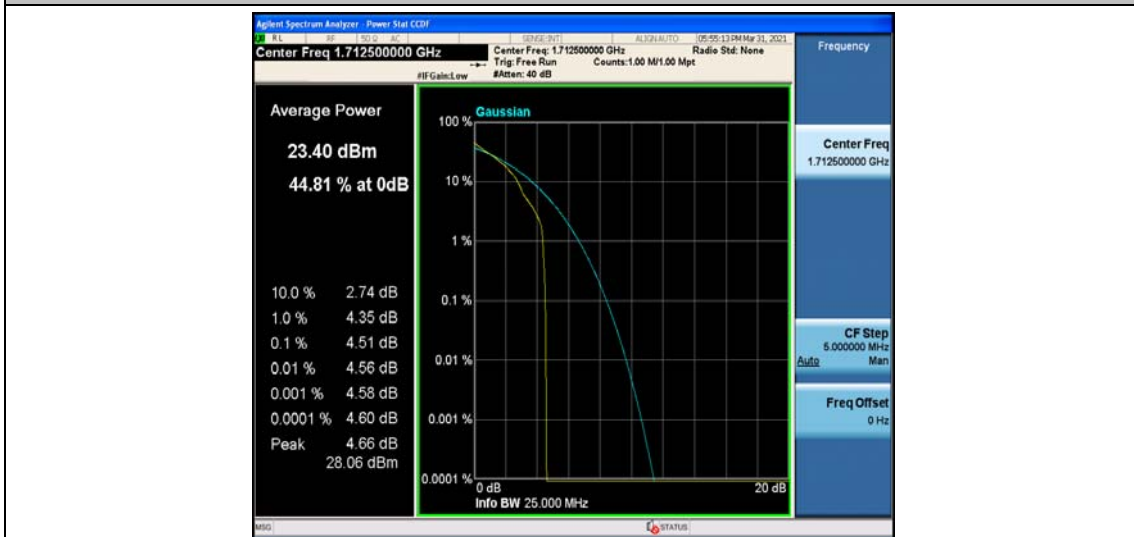 Agilent Spectrum Analyzer - Power Stat CCDF
RL RF 50 Ω AC SENSE:INT ALIGN AUTO 05:55:13 PM Mar 31, 2021
Center Freq 1.712500000 GHz
Center Freq: 1.712500000 GHz Radio Std: None
Trig: Free Run Counts:1.00 M/1.00 Mpt
#IFGain:Low #Atten: 40 dB
Frequency
Average Power
23.40 dBm
44.81 % at 0dB
10.0 % 2.74 dB
1.0 % 4.35 dB
0.1 % 4.51 dB
0.01 % 4.56 dB
0.001 % 4.58 dB
0.0001 % 4.60 dB
Peak 4.66 dB
28.06 dBm
Gaussian
100 %
10 %
1 %
0.1 %
0.01 %
0.001 %
0.0001 %
0 dB 20 dB
Info BW 25.000 MHz
Center Freq
1.712500000 GHz
CF Step
5.000000 MHz
Auto Man
Freq Offset
0 Hz
MSG STATUS